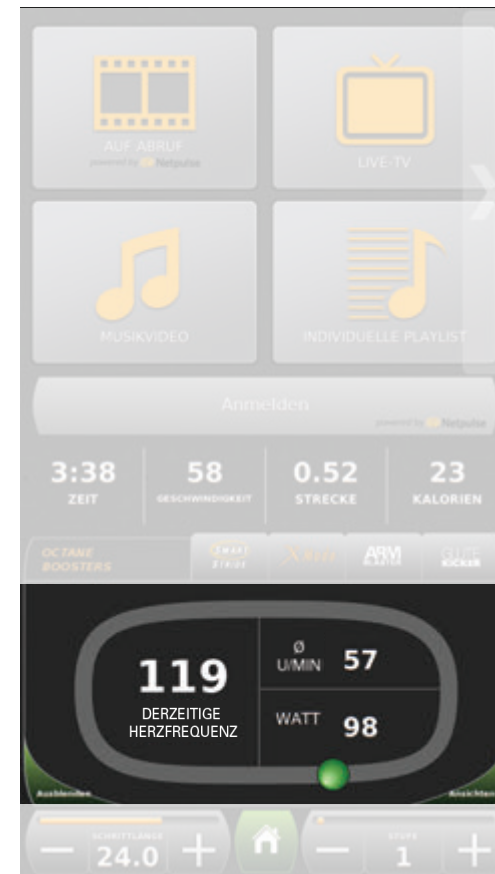 AUF ABRUF
powered by Netpulse
LIVE-TV
MUSIKVIDEO
INDIVIDUELLE PLAYLIST
Anmelden
powered by Netpulse
3:38 58 0.52 23
ZEIT GESCHWINDIGKEIT STRECKE KALORIEN
OCTANE
BOOSTERS
SMART
STRIDE
X-MODE
ARM
BLASTER
GLUTE
KICKER
119
DERZEITIGE
HERZFREQUENZ
Ø
U/MIN 57
WATT 98
Ausblenden Ansichten
SCHRITTLÄNGE STUFE
24.0 1